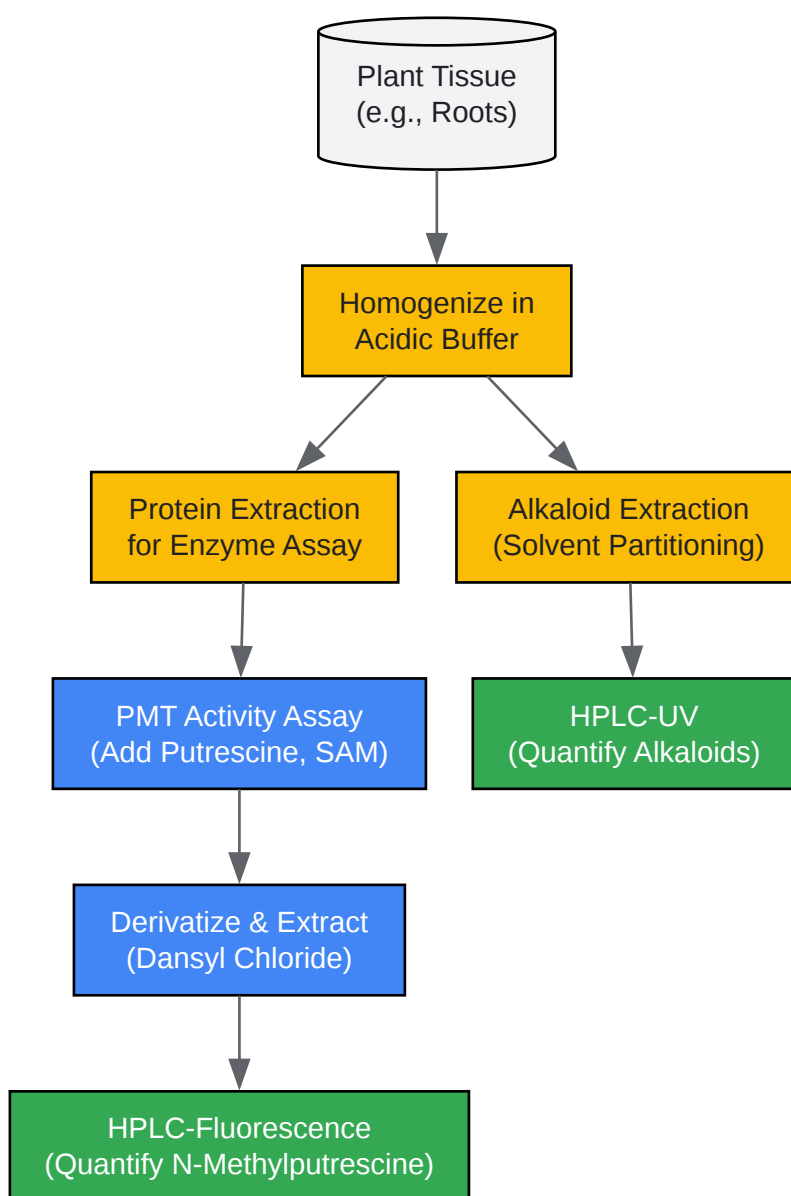 Plant Tissue
(e.g., Roots)
Homogenize in
Acidic Buffer
Protein Extraction
for Enzyme Assay
Alkaloid Extraction
(Solvent Partitioning)
PMT Activity Assay
(Add Putrescine, SAM)
HPLC-UV
(Quantify Alkaloids)
Derivatize & Extract
(Dansyl Chloride)
HPLC-Fluorescence
(Quantify N-Methylputrescine)